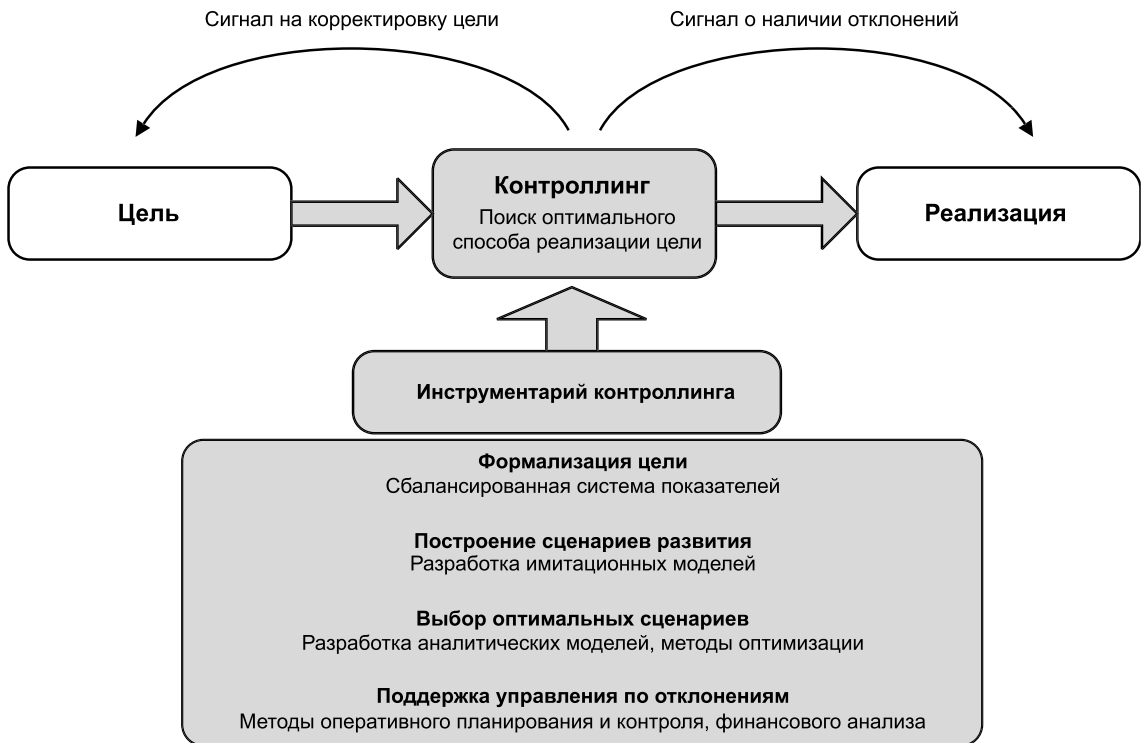 Сигнал на корректировку цели
Сигнал о наличии отклонений
Цель
Контроллинг
Поиск оптимального
способа реализации цели
Реализация
Инструментарий контроллинга
Формализация цели
Сбалансированная система показателей
Построение сценариев развития
Разработка имитационных моделей
Выбор оптимальных сценариев
Разработка аналитических моделей, методы оптимизации
Поддержка управления по отклонениям
Методы оперативного планирования и контроля, финансового анализа